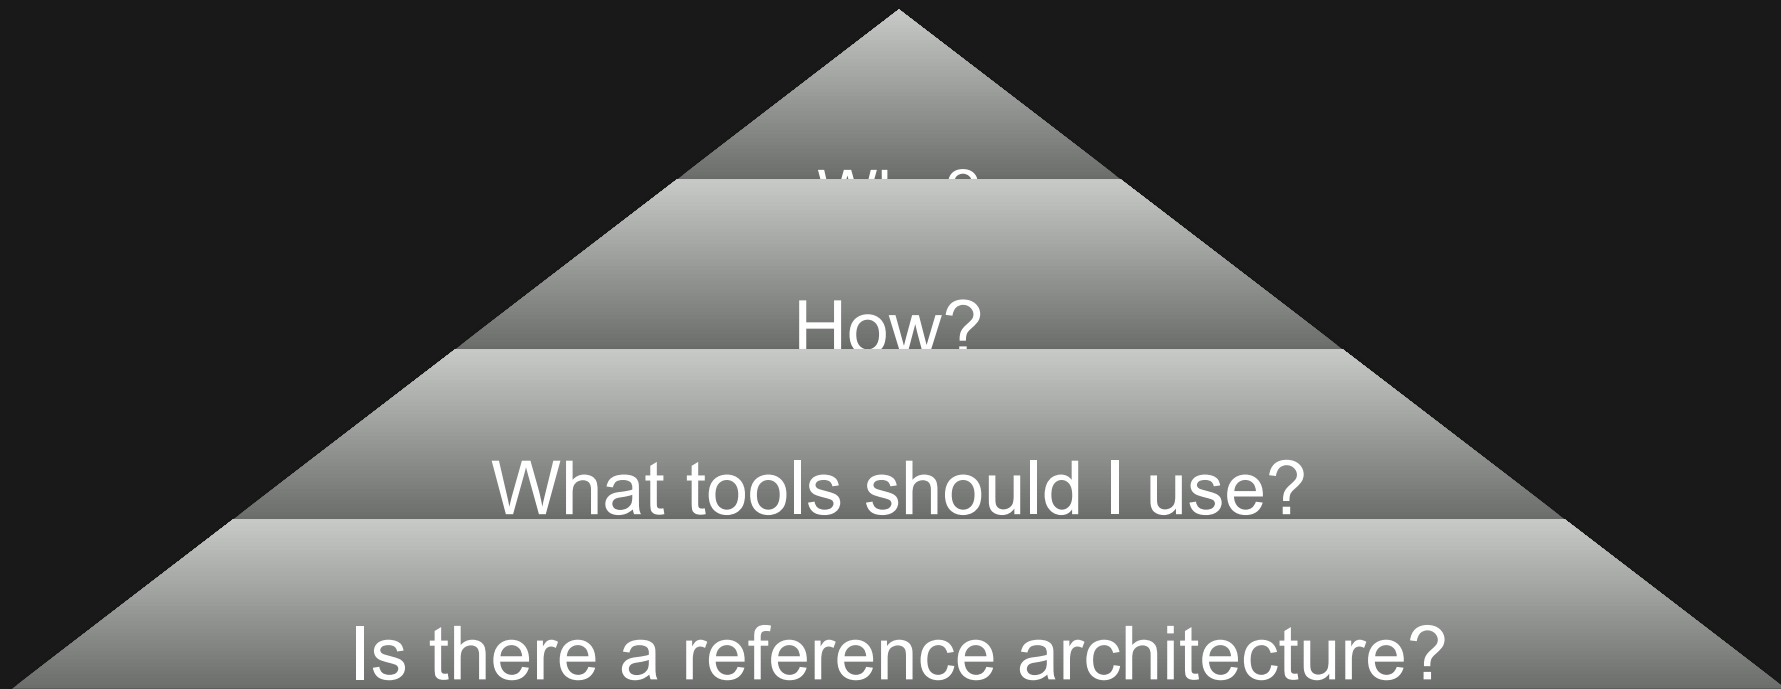 How?
What tools should I use?
Is there a reference architecture?